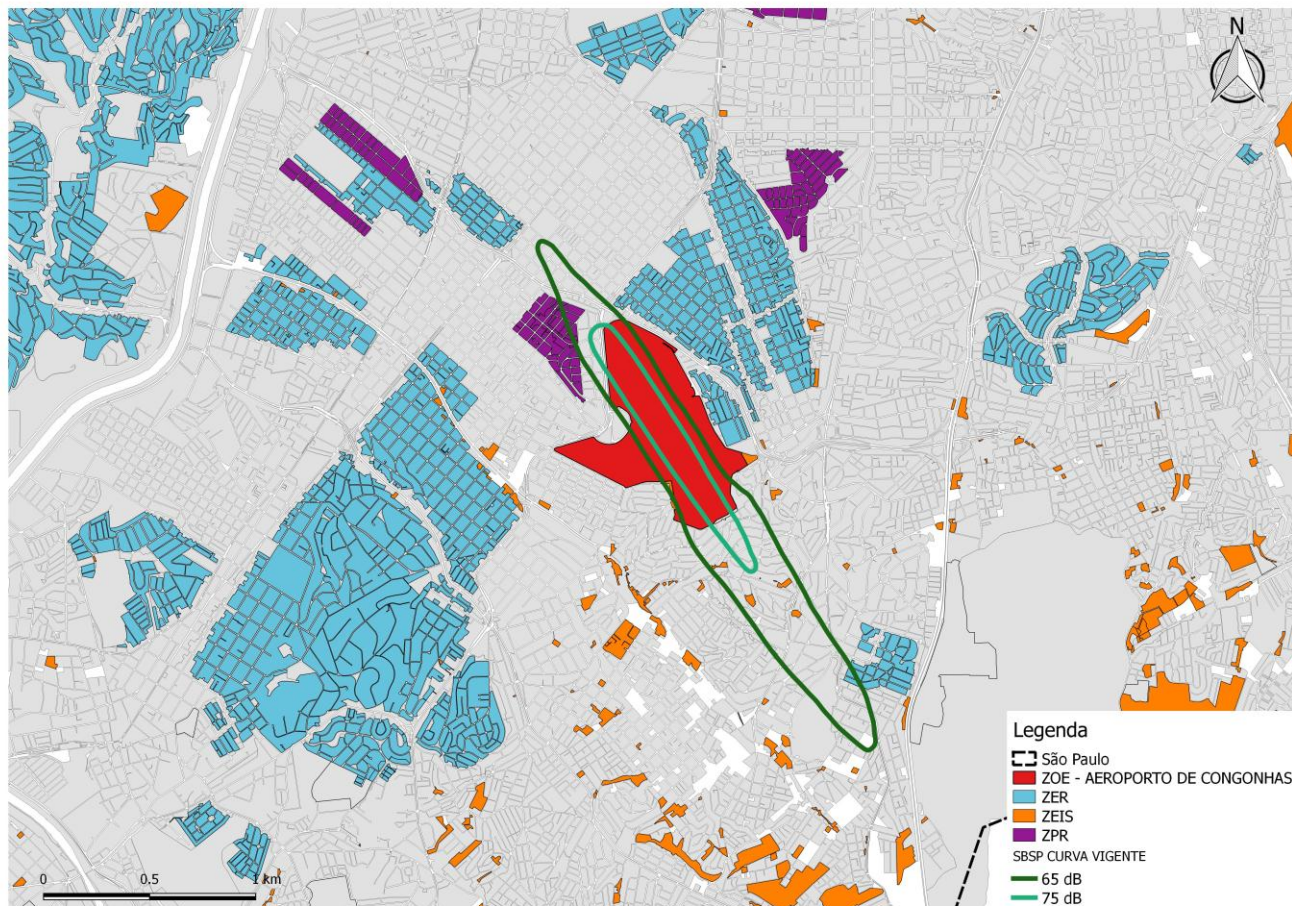 N
Legenda
São Paulo
ZOE - AEROPORTO DE CONGONHAS
ZER
ZEIS
ZPR
SBSP CURVA VIGENTE
65 dB
75 dB
0 0.5 1 km